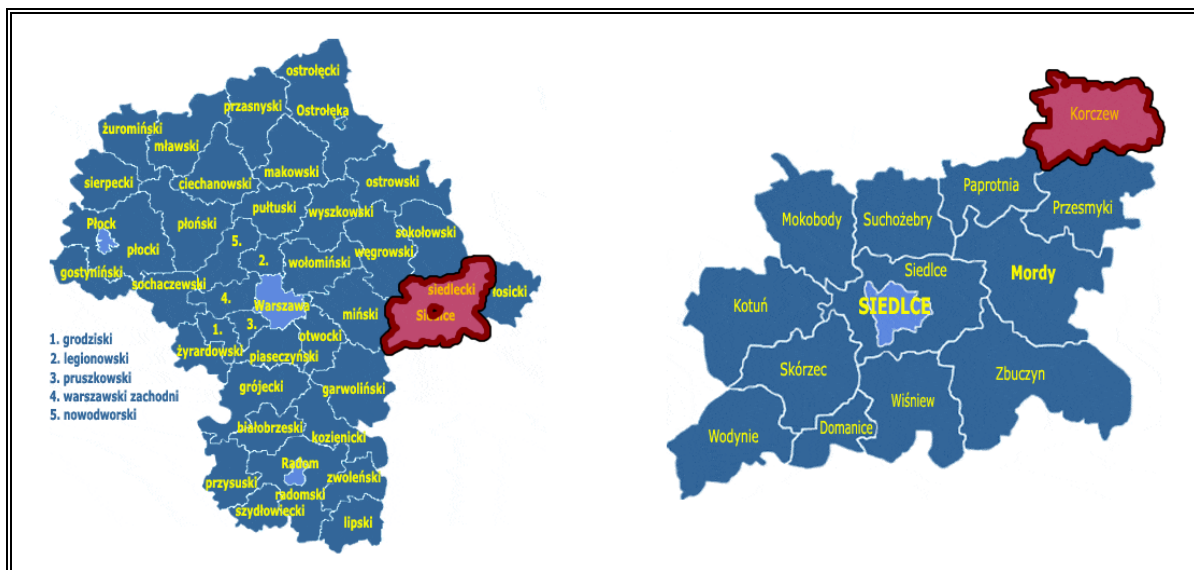 ostrołęcki
przasnyski
Ostrołęka
żuromiński
mławski
makowski
sierpecki
ciechanowski
ostrowski
pułtuski
wyszkowski
Płock
płoński
sokołowski
płocki
5.
węgrowski
2.
wołomiński
gostyniński
sochaczewski
siedlecki
łosicki
4.
Warszawa
miński
Siedlce
1.
3.
otwocki
żyrardowski
piaseczyński
grójecki
garwoliński
białobrzeski
kozienicki
Radom
przysuski
zwoleński
radomski
szydłowiecki
lipski
1. grodziski
2. legionowski
3. pruszkowski
4. warszawski zachodni
5. nowodworski
Korczew
Paprotnia
Mokobody
Suchożebry
Przesmyki
Siedlce
Mordy
Kotuń
SIEDLCE
Skórzec
Zbuczyn
Wiśniew
Wodynie
Domanice